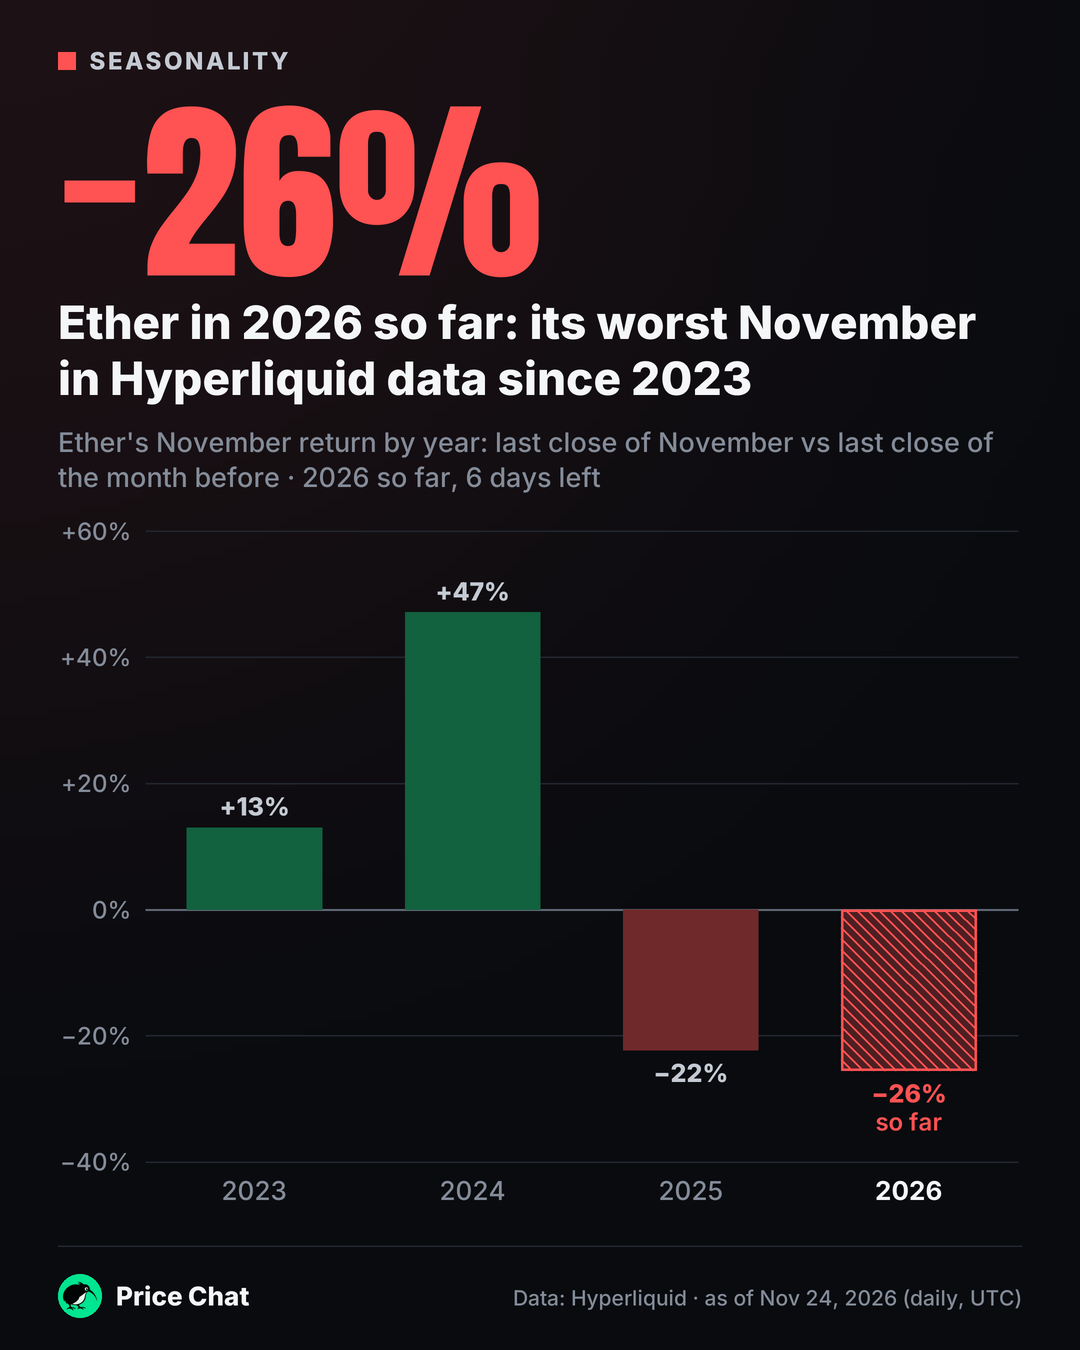 SEASONALITY
−26%
Ether in 2026 so far: its worst November
in Hyperliquid data since 2023
Ether's November return by year: last close of November vs last close of
the month before · 2026 so far, 6 days left
+60%
+40%
+20%
0%
−20%
−40%
+13%
+47%
−22%
−26%
so far
2023
2024
2025
2026
Price Chat
Data: Hyperliquid · as of Nov 24, 2026 (daily, UTC)